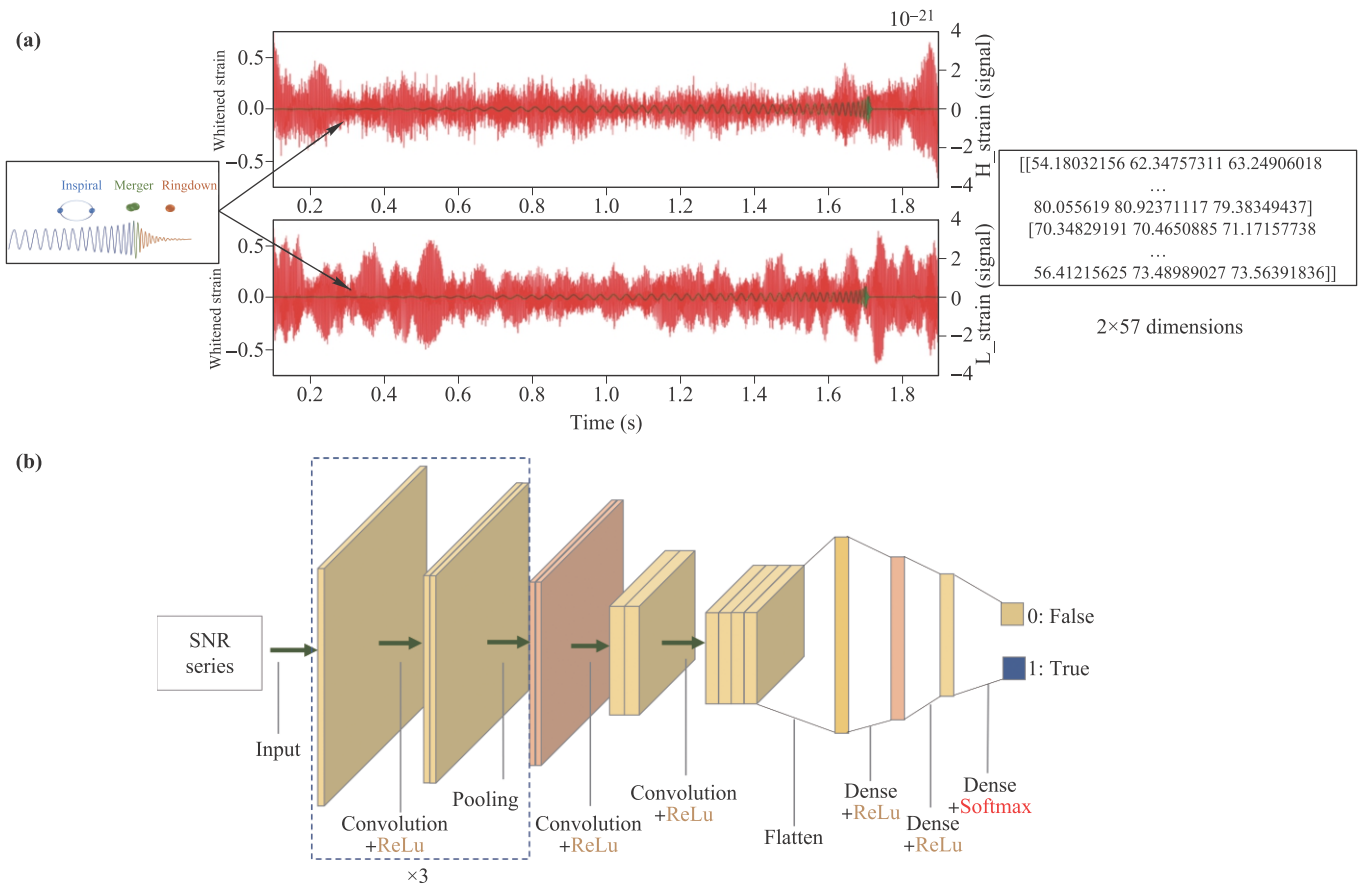 (a)
10−21
Whitened strain
0.5
0.0
−0.5
4
2
0
−2
−4
H_strain (signal)
0.2 0.4 0.6 0.8 1.0 1.2 1.4 1.6 1.8
Inspiral Merger Ringdown
Whitened strain
0.5
0.0
−0.5
4
2
0
−2
−4
L_strain (signal)
0.2 0.4 0.6 0.8 1.0 1.2 1.4 1.6 1.8
Time (s)
[[54.18032156 62.34757311 63.24906018
...
80.055619 80.92371117 79.38349437]
[70.34829191 70.4650885 71.17157738
...
56.41215625 73.48989027 73.56391836]]
2×57 dimensions
(b)
SNR
series
Input
Convolution
+ReLu
Pooling
×3
Convolution
+ReLu
Convolution
+ReLu
Flatten
Dense
+ReLu
Dense
+ReLu
Dense
+Softmax
0: False
1: True